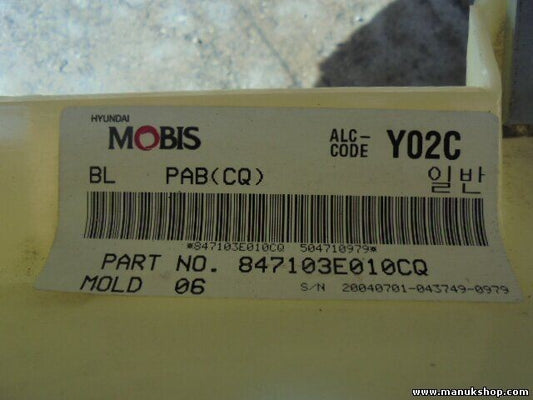 HYUNDAI
MOBIS
ALC-
CODE Y02C
BL PAB(CQ) 일반
*847103E010CQ 504710979*
PART NO. 847103E010CQ
MOLD 06
S/N 20040701-043749-0979
www.manukshop.com